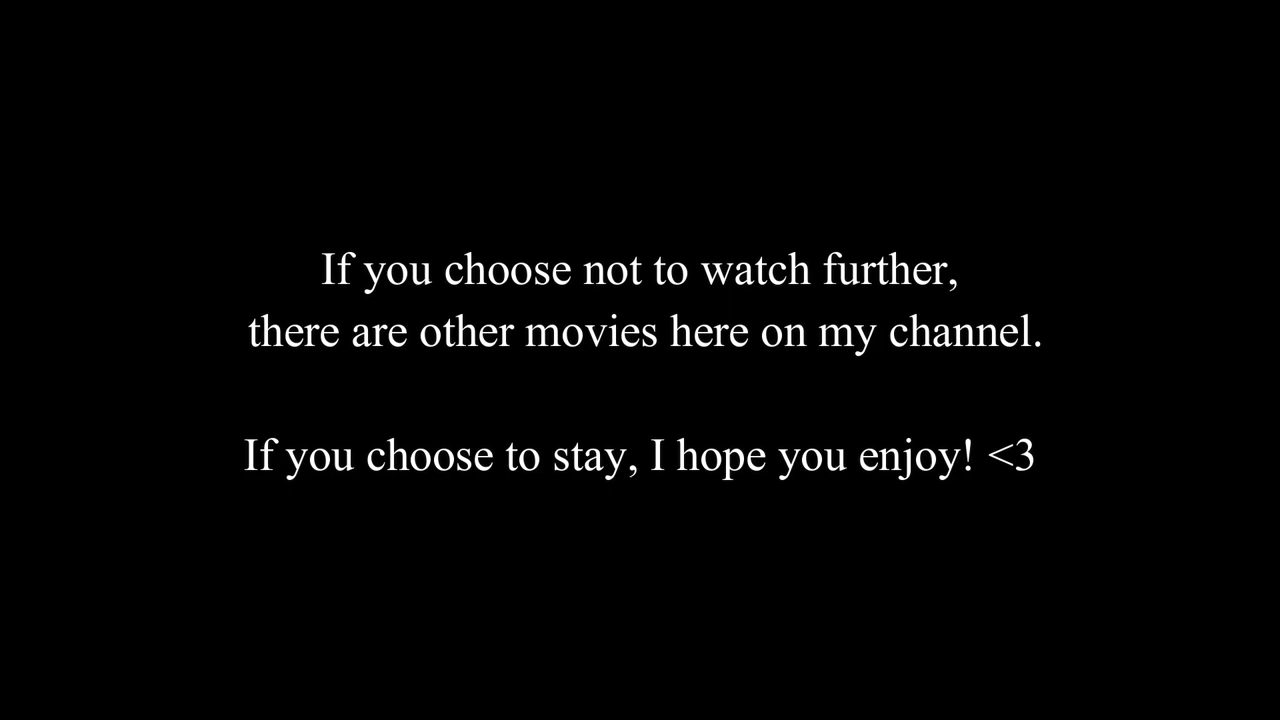 If you choose not to watch further,
there are other movies here on my channel.
If you choose to stay, I hope you enjoy! <3